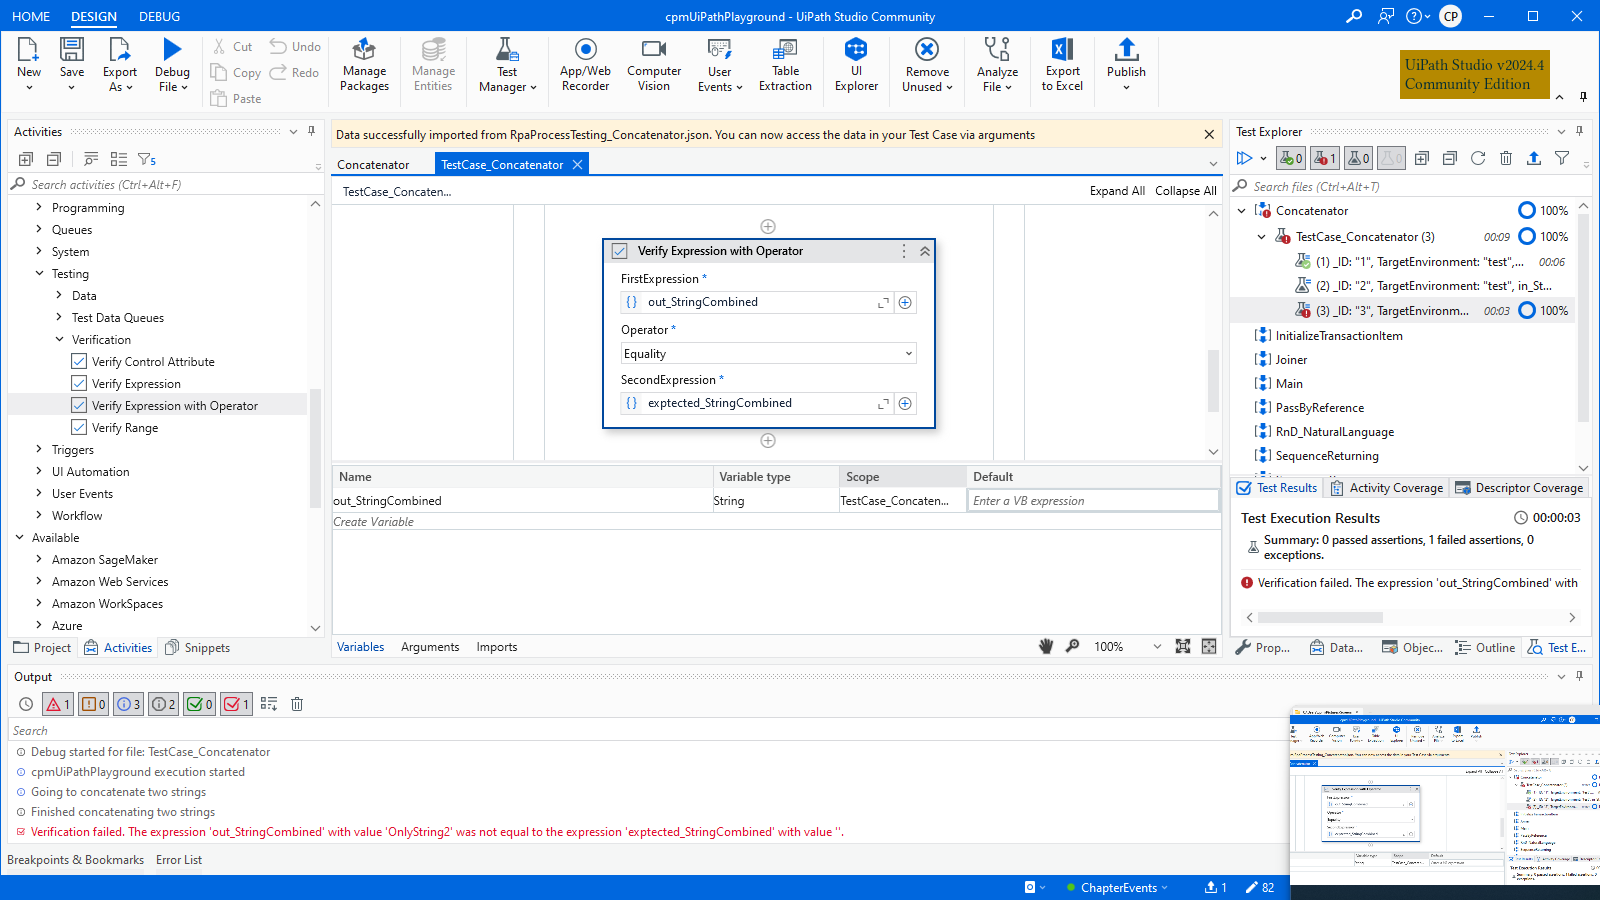 HOME DESIGN DEBUG
cpmUiPathPlayground - UiPath Studio Community
CP
New
Save
Export As
Debug File
Cut
Copy
Paste
Undo
Redo
Manage Packages
Manage Entities
Test Manager
App/Web Recorder
Computer Vision
User Events
Table Extraction
UI Explorer
Remove Unused
Analyze File
Export to Excel
Publish
UiPath Studio v2024.4
Community Edition
Activities
5
Search activities (Ctrl+Alt+F)
Programming
Queues
System
Testing
Data
Test Data Queues
Verification
Verify Control Attribute
Verify Expression
Verify Expression with Operator
Verify Range
Triggers
UI Automation
User Events
Workflow
Available
Amazon SageMaker
Amazon Web Services
Amazon WorkSpaces
Azure
Project Activities Snippets
Data successfully imported from RpaProcessTesting_Concatenator.json. You can now access the data in your Test Case via arguments
Concatenator TestCase_Concatenator
TestCase_Concaten... Expand All Collapse All
Verify Expression with Operator
FirstExpression *
out_StringCombined
Operator *
Equality
SecondExpression *
exptected_StringCombined
Name Variable type Scope Default
out_StringCombined String TestCase_Concaten... Enter a VB expression
Create Variable
Variables Arguments Imports 100%
Test Explorer
0 1 0 0
Search files (Ctrl+Alt+T)
Concatenator 100%
TestCase_Concatenator (3) 00:09 100%
(1) _ID: "1", TargetEnvironment: "test",... 00:06
(2) _ID: "2", TargetEnvironment: "test", in_St...
(3) _ID: "3", TargetEnvironm... 00:03 100%
InitializeTransactionItem
Joiner
Main
PassByReference
RnD_NaturalLanguage
SequenceReturning
Test Results Activity Coverage Descriptor Coverage
Test Execution Results 00:00:03
Summary: 0 passed assertions, 1 failed assertions, 0
exceptions.
Verification failed. The expression 'out_StringCombined' with
Prop... Data... Objec... Outline Test E...
Output
1 0 3 2 0 1
Search
Debug started for file: TestCase_Concatenator
cpmUiPathPlayground execution started
Going to concatenate two strings
Finished concatenating two strings
Verification failed. The expression 'out_StringCombined' with value 'OnlyString2' was not equal to the expression 'exptected_StringCombined' with value ''.
Breakpoints & Bookmarks Error List
ChapterEvents 1 82